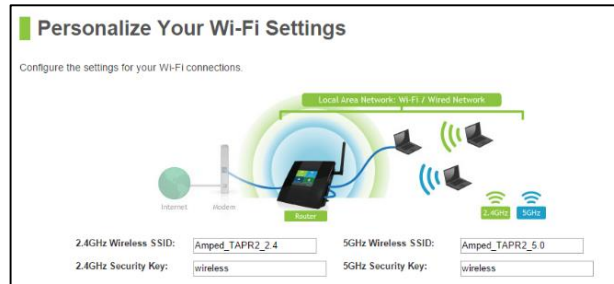 Personalize Your Wi-Fi Settings
Configure the settings for your Wi-Fi connections.
Local Area Network: Wi-Fi / Wired Network
Internet
Modem
Router
2.4GHz
5GHz
2.4GHz Wireless SSID: Amped_TAPR2_2.4 5GHz Wireless SSID: Amped_TAPR2_5.0
2.4GHz Security Key: wireless 5GHz Security Key: wireless